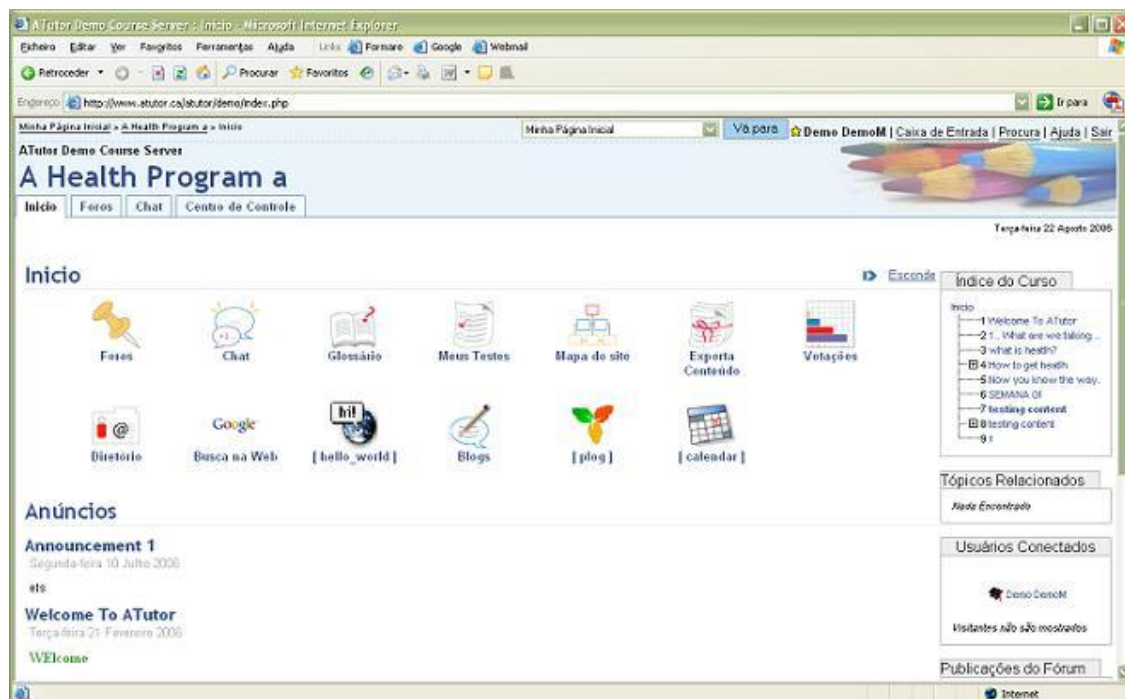 ATutor Demo Course Server : Início - Microsoft Internet Explorer
Ficheiro Editar Ver Favoritos Ferramentas Ajuda Links Formare Google Webmail
Retroceder Procurar Favoritos
Endereço http://www.atutor.ca/atutor/demo/index.php Ir para
Minha Página Inicial > A Health Program a > Início Minha Página Inicial Vá para Demo DemoM | Caixa de Entrada | Procura | Ajuda | Sair
ATutor Demo Course Server
A Health Program a
Início Foros Chat Centro de Controle
Terça-feira 22 Agosto 2006
Início Esconde
Foros Chat Glossário Meus Testes Mapa do site Exporta Conteúdo Votações
hi!
@
Google
Diretório Busca na Web [ hello_world ] Blogs [ plog ] [ calendar ]
Anúncios
Announcement 1
Segunda-feira 10 Julho 2006
ets
Welcome To ATutor
Terça-feira 21 Fevereiro 2006
WElcome
Índice do Curso
Início
1 Welcome To ATutor
2 1.. What are we talking ...
3 what is health?
4 How to get health
5 Now you know the way.
6 SEMANA 01
7 testing content
8 testing content
9
Tópicos Relacionados
Nada Encontrado
Usuários Conectados
Demo DemoM
Visitantes não são mostrados
Publicações do Fórum
Internet